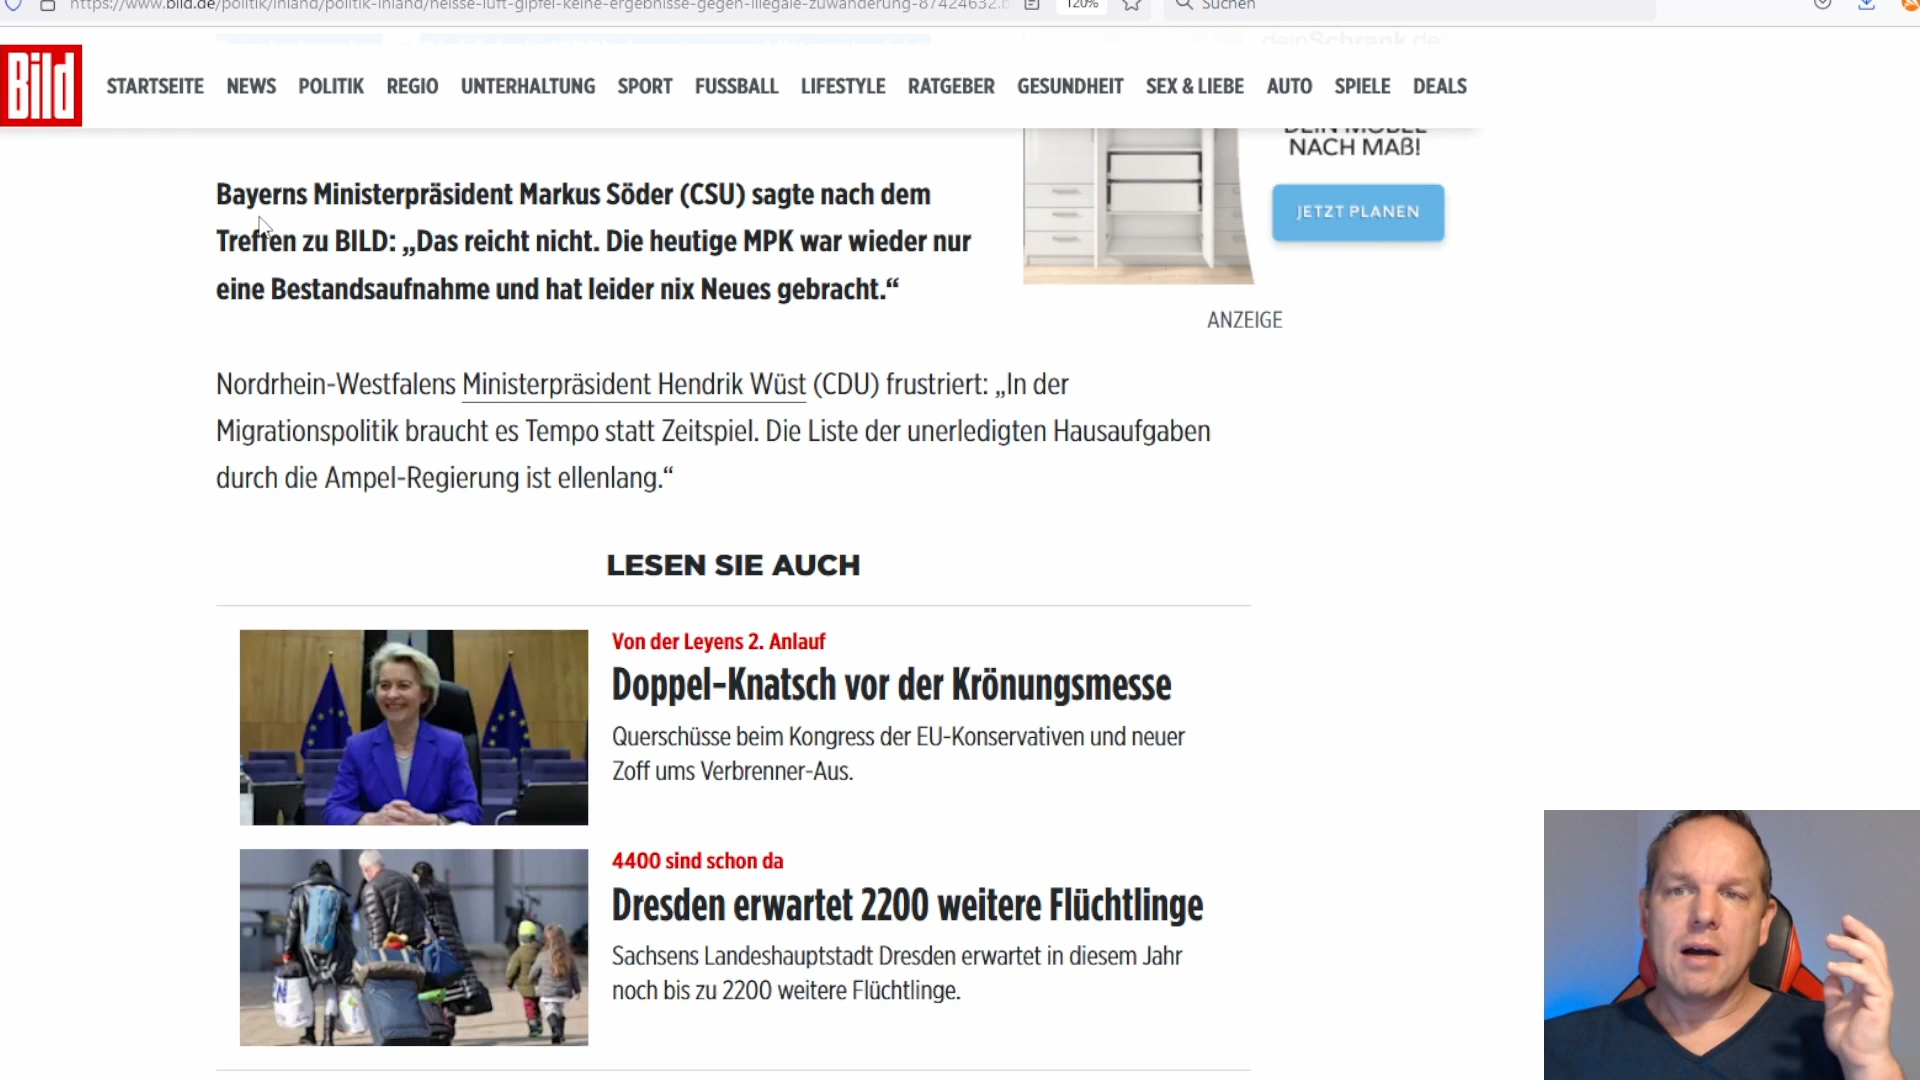 https://www.bild.de/politik/inland/politik-inland/heisse-luft-gipfel-keine-ergebnisse-gegen-illegale-zuwanderung-87424632.b
120%
Suchen
deinSchrank.de
Bild
STARTSEITE NEWS POLITIK REGIO UNTERHALTUNG SPORT FUSSBALL LIFESTYLE RATGEBER GESUNDHEIT SEX & LIEBE AUTO SPIELE DEALS
DEIN MÖBEL
NACH MAẞ!
JETZT PLANEN
ANZEIGE
Bayerns Ministerpräsident Markus Söder (CSU) sagte nach dem
Treffen zu BILD: „Das reicht nicht. Die heutige MPK war wieder nur
eine Bestandsaufnahme und hat leider nix Neues gebracht.“
Nordrhein-Westfalens Ministerpräsident Hendrik Wüst (CDU) frustriert: „In der
Migrationspolitik braucht es Tempo statt Zeitspiel. Die Liste der unerledigten Hausaufgaben
durch die Ampel-Regierung ist ellenlang.“
LESEN SIE AUCH
Von der Leyens 2. Anlauf
Doppel-Knatsch vor der Krönungsmesse
Querschüsse beim Kongress der EU-Konservativen und neuer
Zoff ums Verbrenner-Aus.
4400 sind schon da
Dresden erwartet 2200 weitere Flüchtlinge
Sachsens Landeshauptstadt Dresden erwartet in diesem Jahr
noch bis zu 2200 weitere Flüchtlinge.